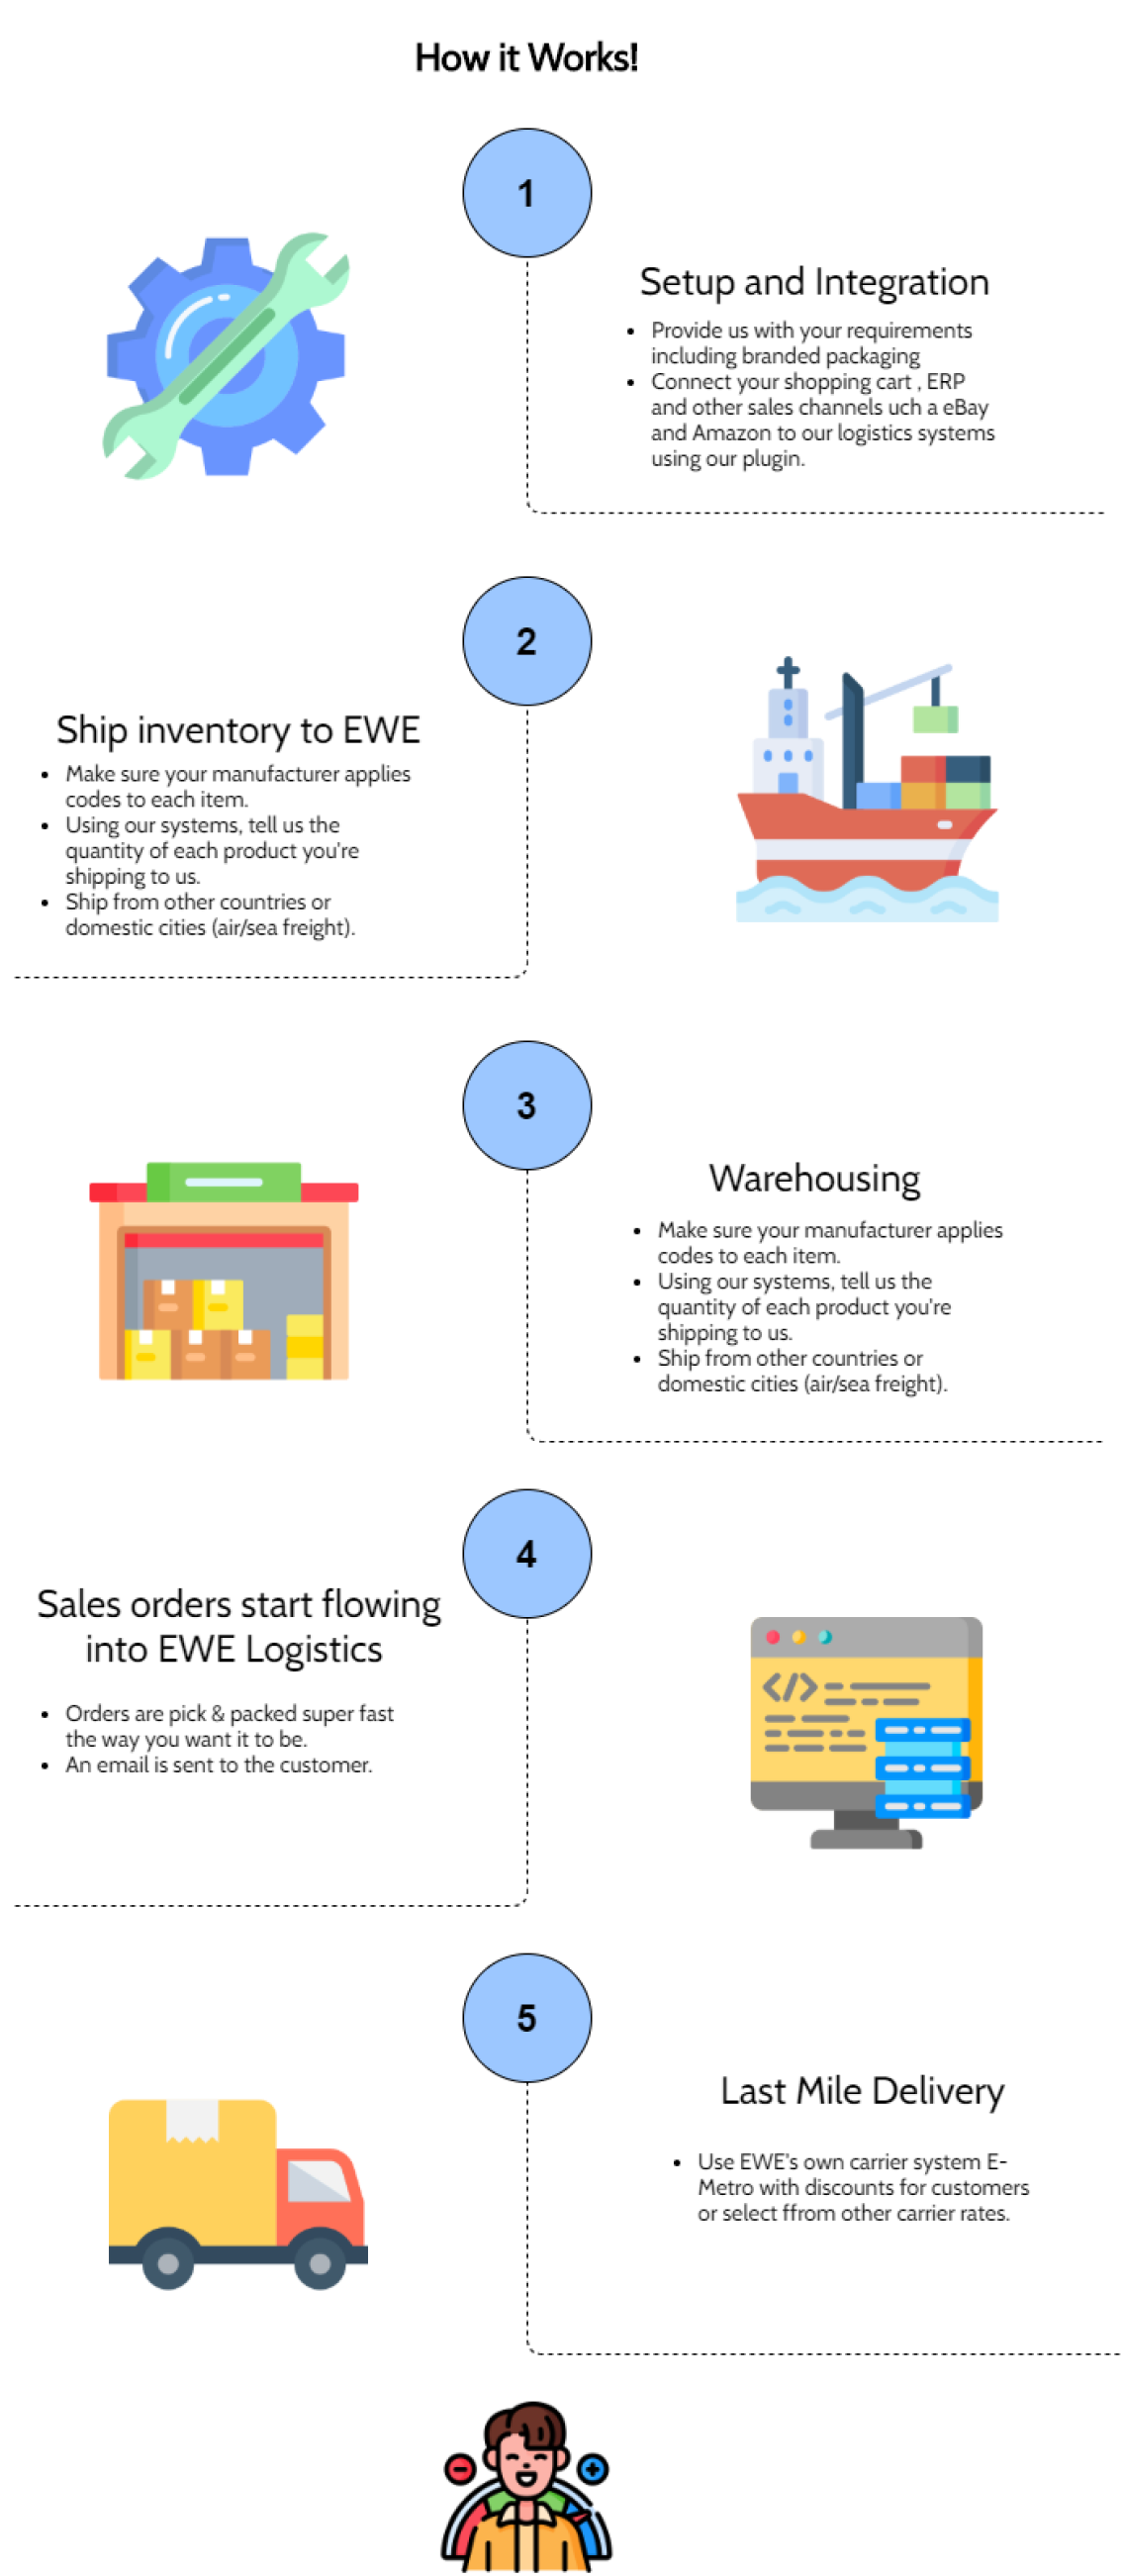 How it Works!
1
Setup and Integration
• Provide us with your requirements
including branded packaging
• Connect your shopping cart , ERP
and other sales channels uch a eBay
and Amazon to our logistics systems
using our plugin.
2
Ship inventory to EWE
• Make sure your manufacturer applies
codes to each item.
• Using our systems, tell us the
quantity of each product you're
shipping to us.
• Ship from other countries or
domestic cities (air/sea freight).
3
Warehousing
• Make sure your manufacturer applies
codes to each item.
• Using our systems, tell us the
quantity of each product you're
shipping to us.
• Ship from other countries or
domestic cities (air/sea freight).
4
Sales orders start flowing
into EWE Logistics
• Orders are pick & packed super fast
the way you want it to be.
• An email is sent to the customer.
</>
5
Last Mile Delivery
• Use EWE's own carrier system E-
Metro with discounts for customers
or select ffrom other carrier rates.